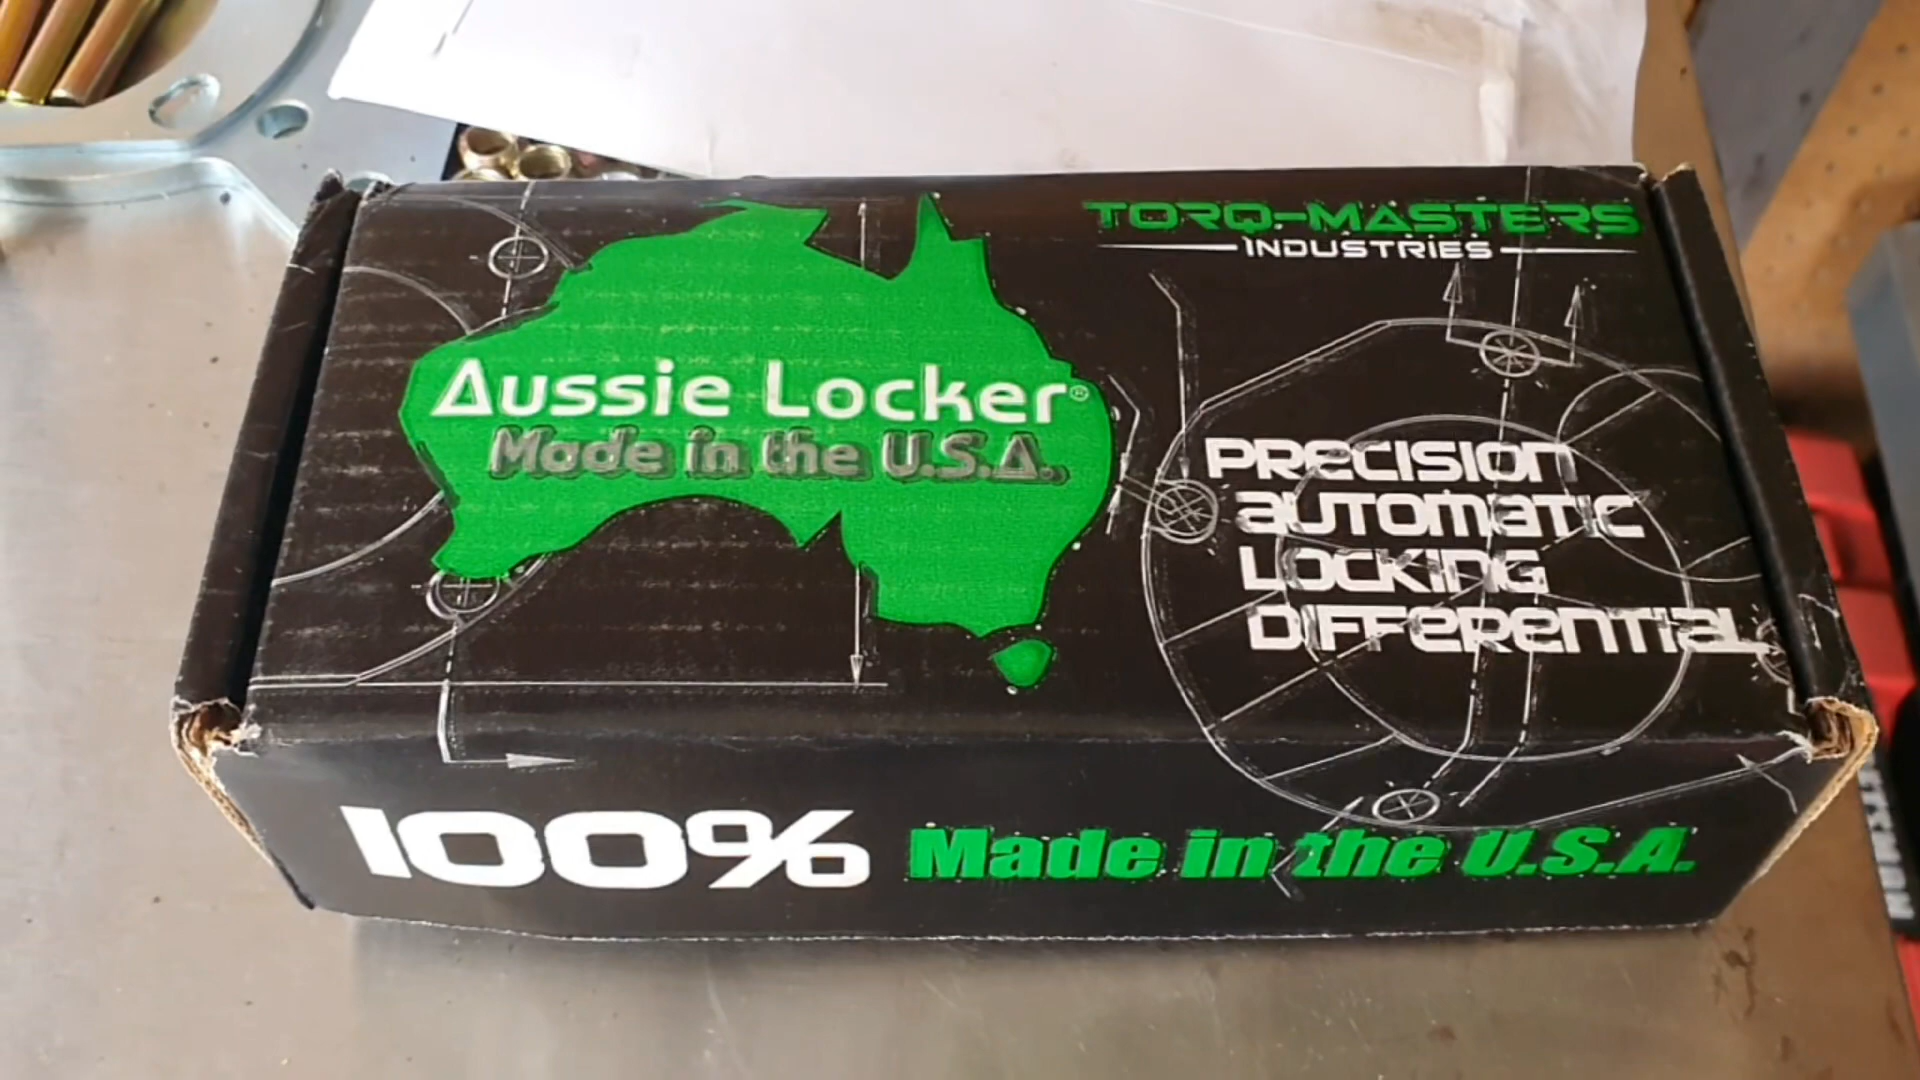 TORQ-MASTERS
INDUSTRIES
Aussie Locker®
Made in the U.S.A.
PRECISION
AUTOMATIC
LOCKING
DIFFERENTIAL
100% Made in the U.S.A.